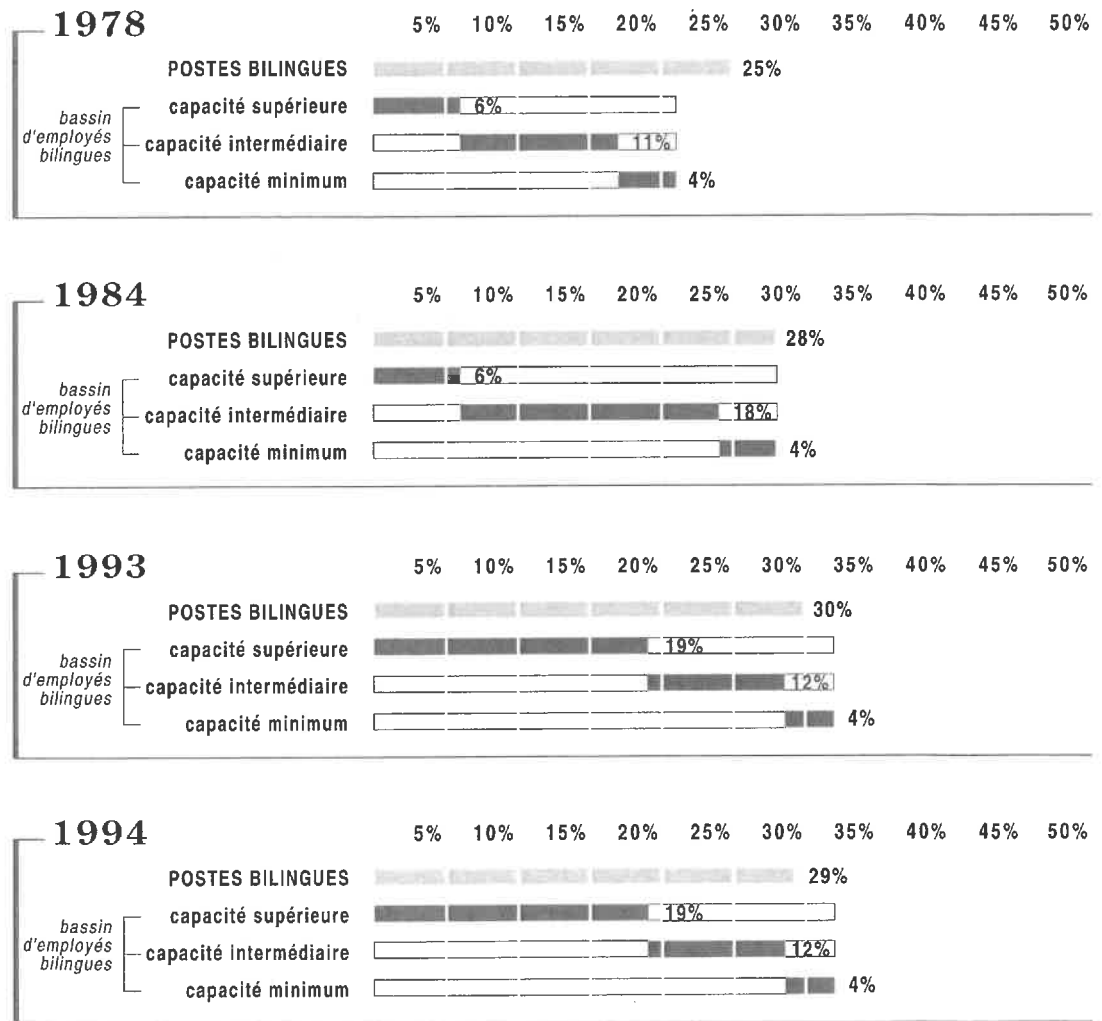 1978 5% 10% 15% 20% 25% 30% 35% 40% 45% 50%
POSTES BILINGUES 25%
bassin d'employés bilingues
capacité supérieure 6%
capacité intermédiaire 11%
capacité minimum 4%
1984 5% 10% 15% 20% 25% 30% 35% 40% 45% 50%
POSTES BILINGUES 28%
bassin d'employés bilingues
capacité supérieure 6%
capacité intermédiaire 18%
capacité minimum 4%
1993 5% 10% 15% 20% 25% 30% 35% 40% 45% 50%
POSTES BILINGUES 30%
bassin d'employés bilingues
capacité supérieure 19%
capacité intermédiaire 12%
capacité minimum 4%
1994 5% 10% 15% 20% 25% 30% 35% 40% 45% 50%
POSTES BILINGUES 29%
bassin d'employés bilingues
capacité supérieure 19%
capacité intermédiaire 12%
capacité minimum 4%